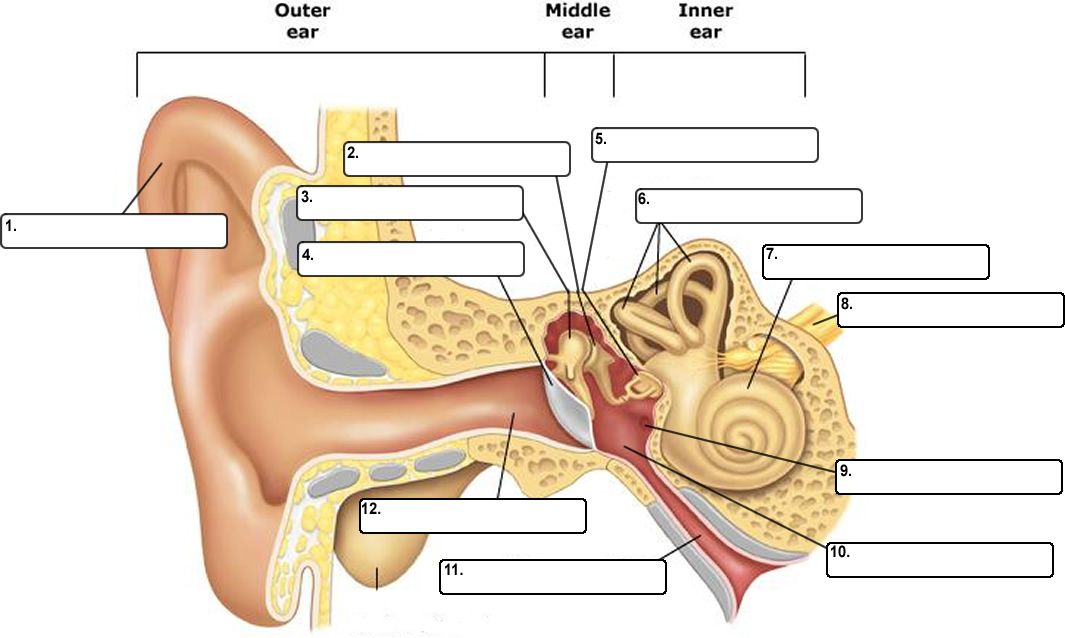 Outer
ear
Middle
ear
Inner
ear
1.
2.
3.
4.
5.
6.
7.
8.
9.
10.
11.
12.